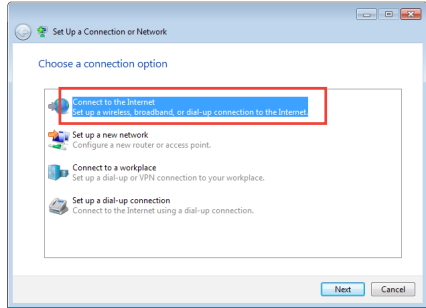 Set Up a Connection or Network
Choose a connection option
Connect to the Internet
Set up a wireless, broadband, or dial-up connection to the Internet.
Set up a new network
Configure a new router or access point.
Connect to a workplace
Set up a dial-up or VPN connection to your workplace.
Set up a dial-up connection
Connect to the Internet using a dial-up connection.
Next Cancel